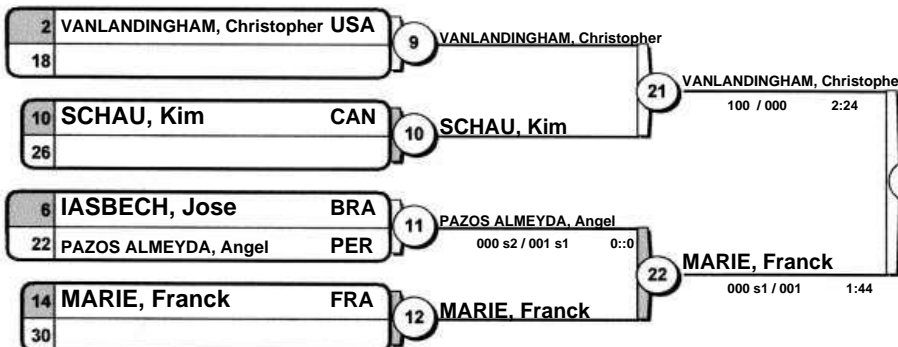 2 VANLANDINGHAM, Christopher USA
18
9
VANLANDINGHAM, Christopher
10 SCHAU, Kim CAN
26
10
SCHAU, Kim
21
VANLANDINGHAM, Christophe
100 / 000 2:24
6 IASBECH, Jose BRA
22 PAZOS ALMEYDA, Angel PER
11
PAZOS ALMEYDA, Angel
000 s2 / 001 s1 0::0
14 MARIE, Franck FRA
30
12
MARIE, Franck
22
MARIE, Franck
000 s1 / 001 1:44